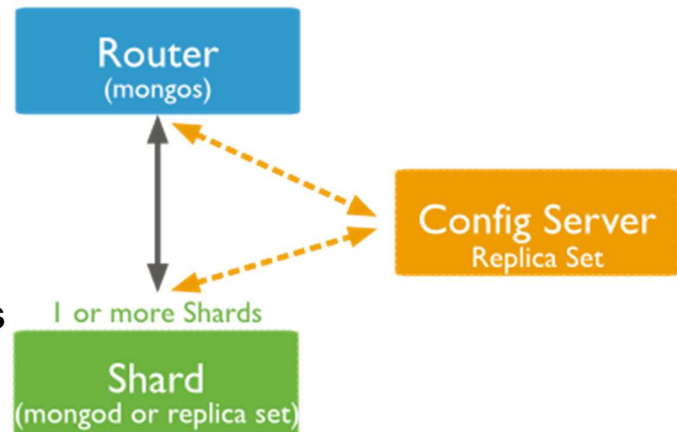 Router
(mongos)
Config Server
Replica Set
s
1 or more Shards
Shard
(mongod or replica set)